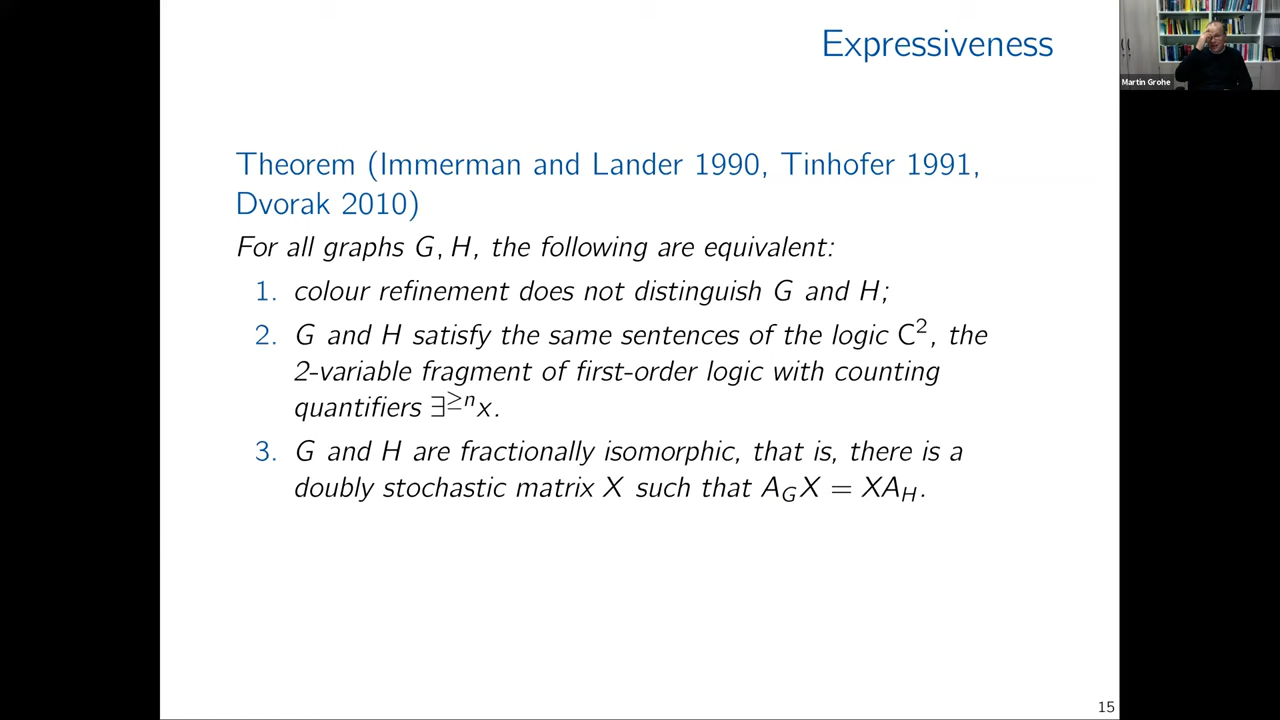 Expressiveness
Martin Grohe
Theorem (Immerman and Lander 1990, Tinhofer 1991,
Dvorak 2010)
For all graphs G, H, the following are equivalent:
1. colour refinement does not distinguish G and H;
2. G and H satisfy the same sentences of the logic C², the
2-variable fragment of first-order logic with counting
quantifiers ∃≥ⁿx.
3. G and H are fractionally isomorphic, that is, there is a
doubly stochastic matrix X such that A_G X = XA_H.
15